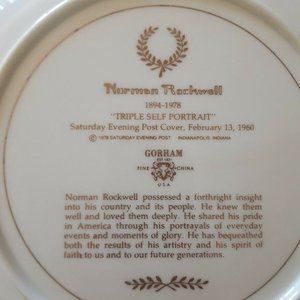 Norman Rockwell
1894-1978
"TRIPLE SELF PORTRAIT"
Saturday Evening Post Cover, February 13, 1960
© 1978 SATURDAY EVENING POST INDIANAPOLIS, INDIANA
GORHAM
EST. 1831
FINE CHINA
U.S.A.
Norman Rockwell possessed a forthright insight
into his country and its people. He knew them
well and loved them deeply. He shared his pride
in America through his portrayals of everyday
events and moments of glory. He has bequeathed
both the results of his artistry and his spirit of
faith to us and to our future generations.